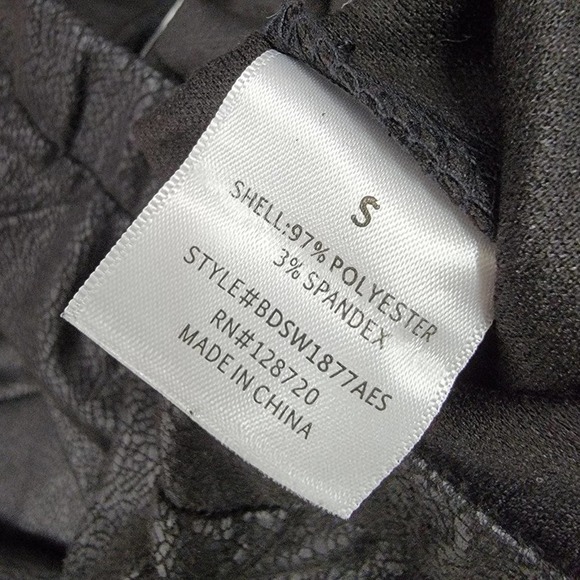 S
SHELL:97% POLYESTER
3% SPANDEX
STYLE#BDSW1877AES
RN#128720
MADE IN CHINA